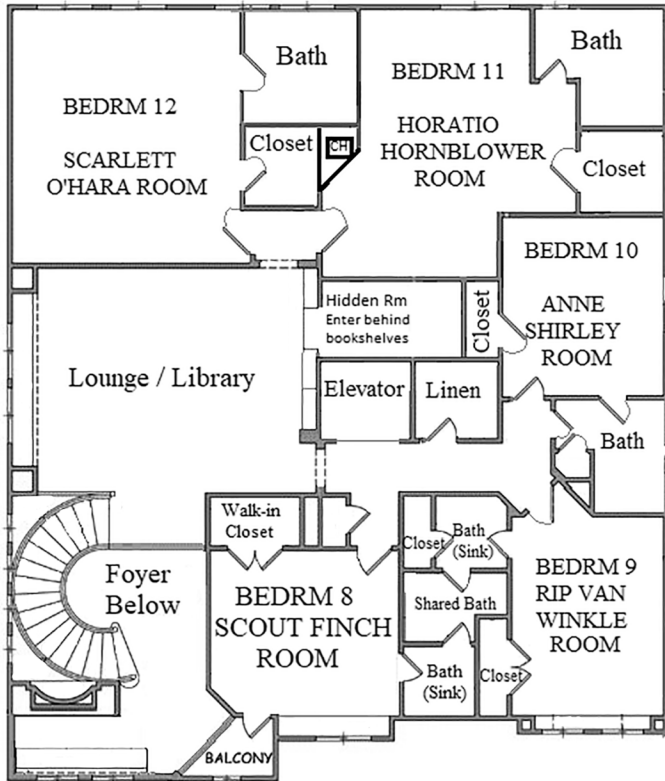 Bath
Bath
BEDRM 11
BEDRM 12
HORATIO
HORNBLOWER
ROOM
Closet
CH
SCARLETT
O'HARA ROOM
Closet
BEDRM 10
ANNE
SHIRLEY
ROOM
Hidden Rm
Enter behind
bookshelves
Closet
Lounge / Library
Elevator
Linen
Bath
Walk-in
Closet
Closet
Bath
(Sink)
Foyer
Below
BEDRM 8
SCOUT FINCH
ROOM
Shared Bath
BEDRM 9
RIP VAN
WINKLE
ROOM
Bath
(Sink)
Closet
BALCONY